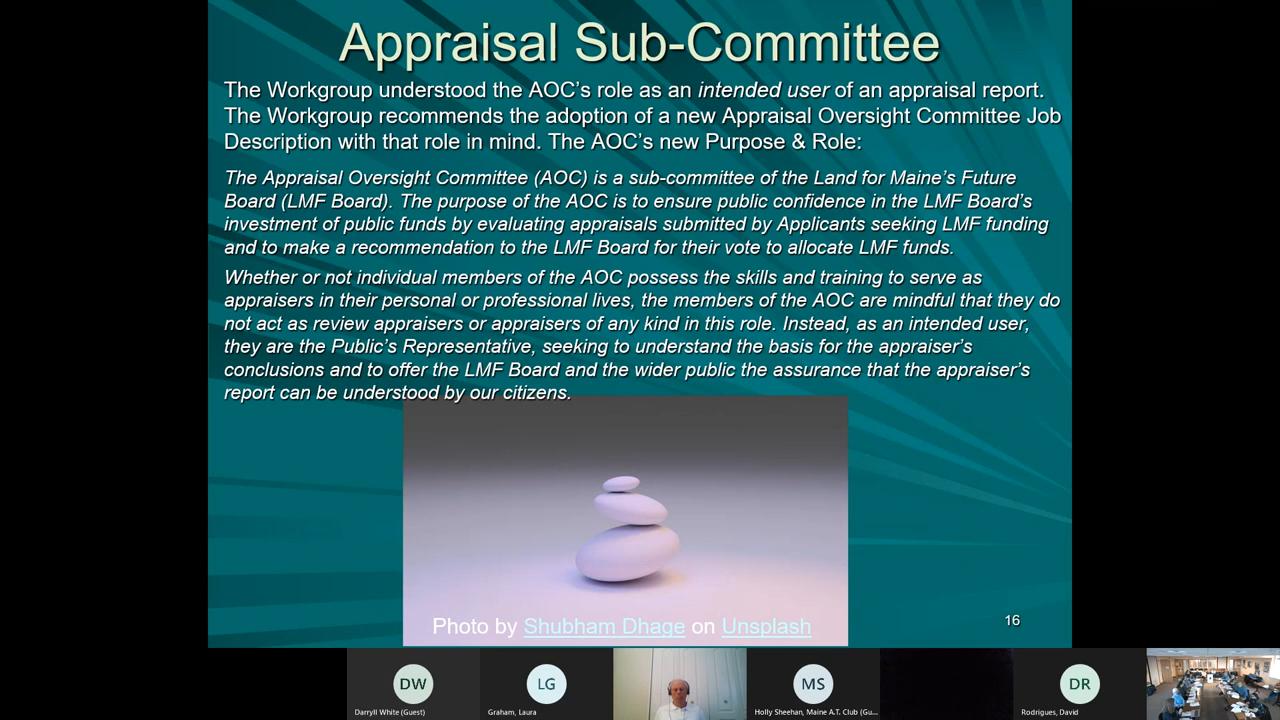 Appraisal Sub-Committee
The Workgroup understood the AOC's role as an intended user of an appraisal report.
The Workgroup recommends the adoption of a new Appraisal Oversight Committee Job
Description with that role in mind. The AOC's new Purpose & Role:
The Appraisal Oversight Committee (AOC) is a sub-committee of the Land for Maine's Future
Board (LMF Board). The purpose of the AOC is to ensure public confidence in the LMF Board's
investment of public funds by evaluating appraisals submitted by Applicants seeking LMF funding
and to make a recommendation to the LMF Board for their vote to allocate LMF funds.
Whether or not individual members of the AOC possess the skills and training to serve as
appraisers in their personal or professional lives, the members of the AOC are mindful that they do
not act as review appraisers or appraisers of any kind in this role. Instead, as an intended user,
they are the Public's Representative, seeking to understand the basis for the appraiser's
conclusions and to offer the LMF Board and the wider public the assurance that the appraiser's
report can be understood by our citizens.
Photo by Shubham Dhage on Unsplash
16
DW
LG
MS
DR
Darryll White (Guest)
Graham, Laura
Holly Sheehan, Maine A.T. Club (Gu...
Rodrigues, David